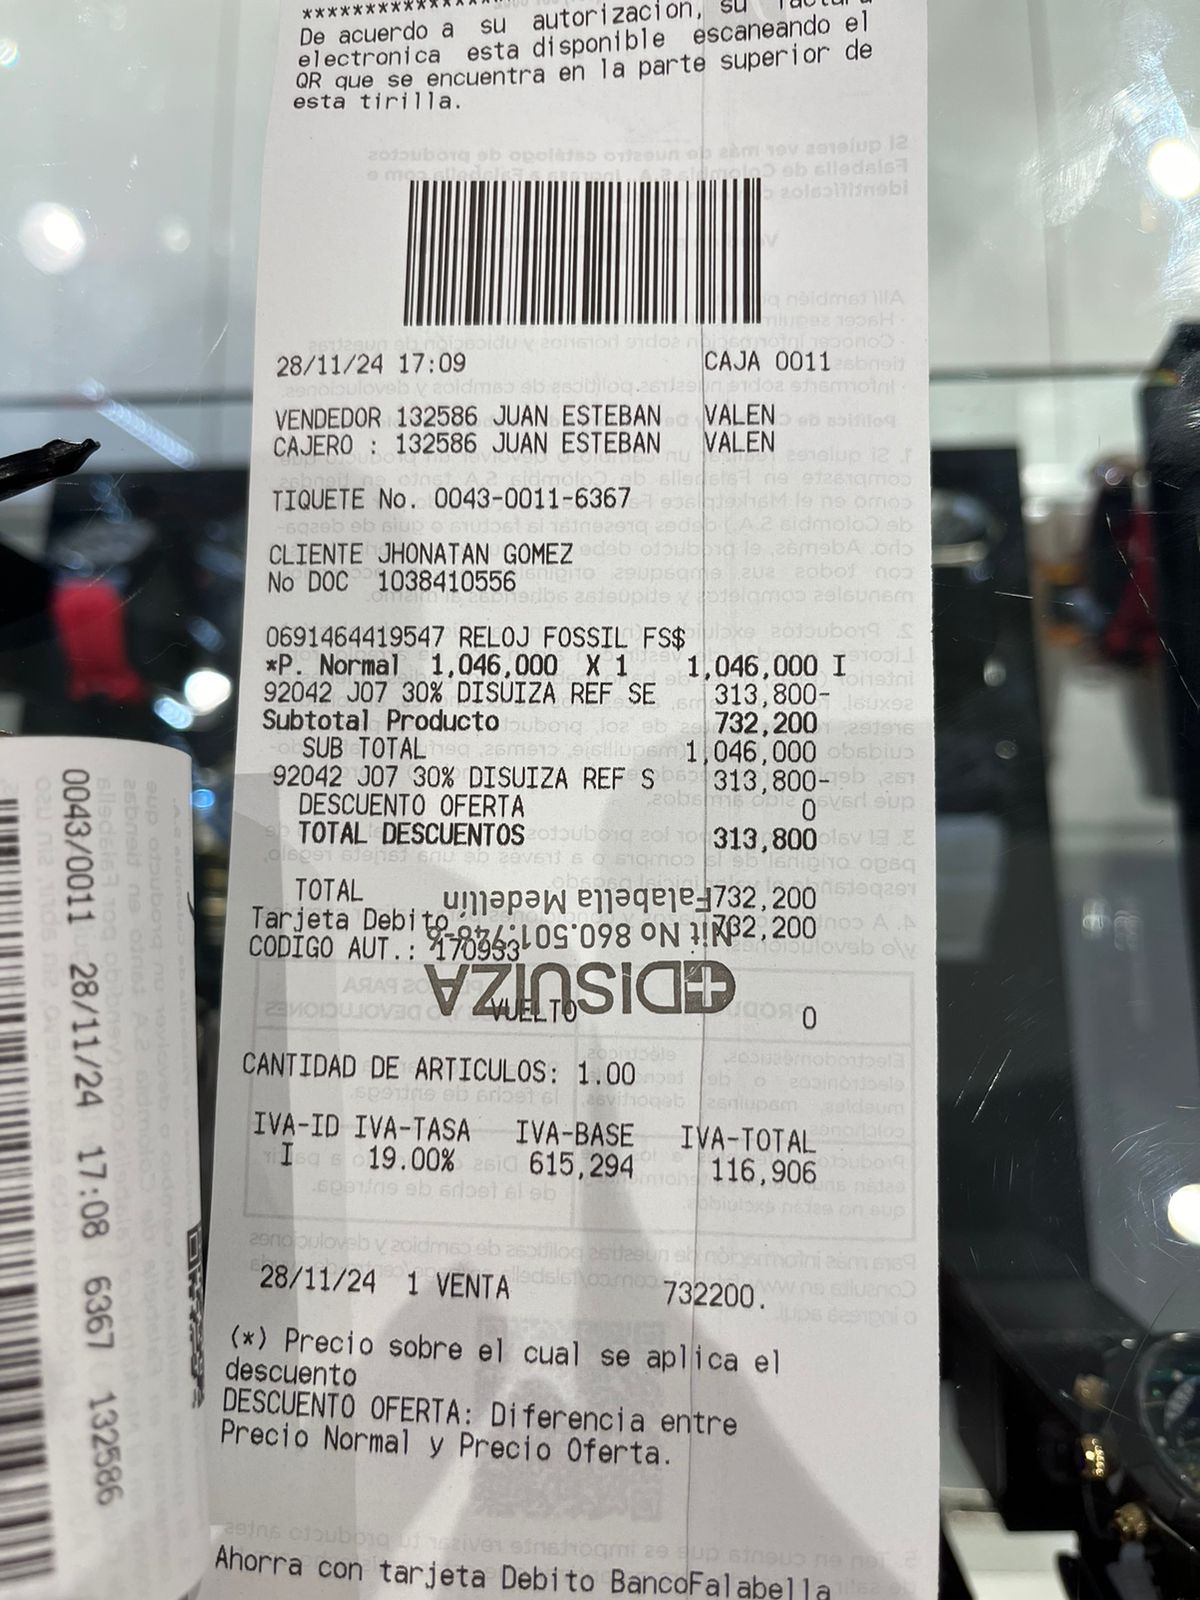 De acuerdo a su autorizacion, su factura
electronica esta disponible escaneando el
QR que se encuentra en la parte superior de
esta tirilla.
28/11/24 17:09 CAJA 0011
VENDEDOR 132586 JUAN ESTEBAN VALEN
CAJERO : 132586 JUAN ESTEBAN VALEN
TIQUETE No. 0043-0011-6367
CLIENTE JHONATAN GOMEZ
No DOC 1038410556
0691464419547 RELOJ FOSSIL FS$
*P. Normal 1,046,000 X 1 1,046,000 I
92042 J07 30% DISUIZA REF SE 313,800-
Subtotal Producto 732,200
SUB TOTAL 1,046,000
92042 J07 30% DISUIZA REF S 313,800-
DESCUENTO OFERTA 0
TOTAL DESCUENTOS 313,800
TOTAL 732,200
Tarjeta Debito 732,200
CODIGO AUT.: 170953
VUELTO 0
DISUIZA
Nit No 860.501.748-8
Falabella Medellín
CANTIDAD DE ARTICULOS: 1.00
IVA-ID IVA-TASA IVA-BASE IVA-TOTAL
I 19.00% 615,294 116,906
28/11/24 1 VENTA 732200.
(*) Precio sobre el cual se aplica el
descuento
DESCUENTO OFERTA: Diferencia entre
Precio Normal y Precio Oferta.
Ahorra con tarjeta Debito BancoFalabella
0043/0011 28/11/24 17:08 6367 132586